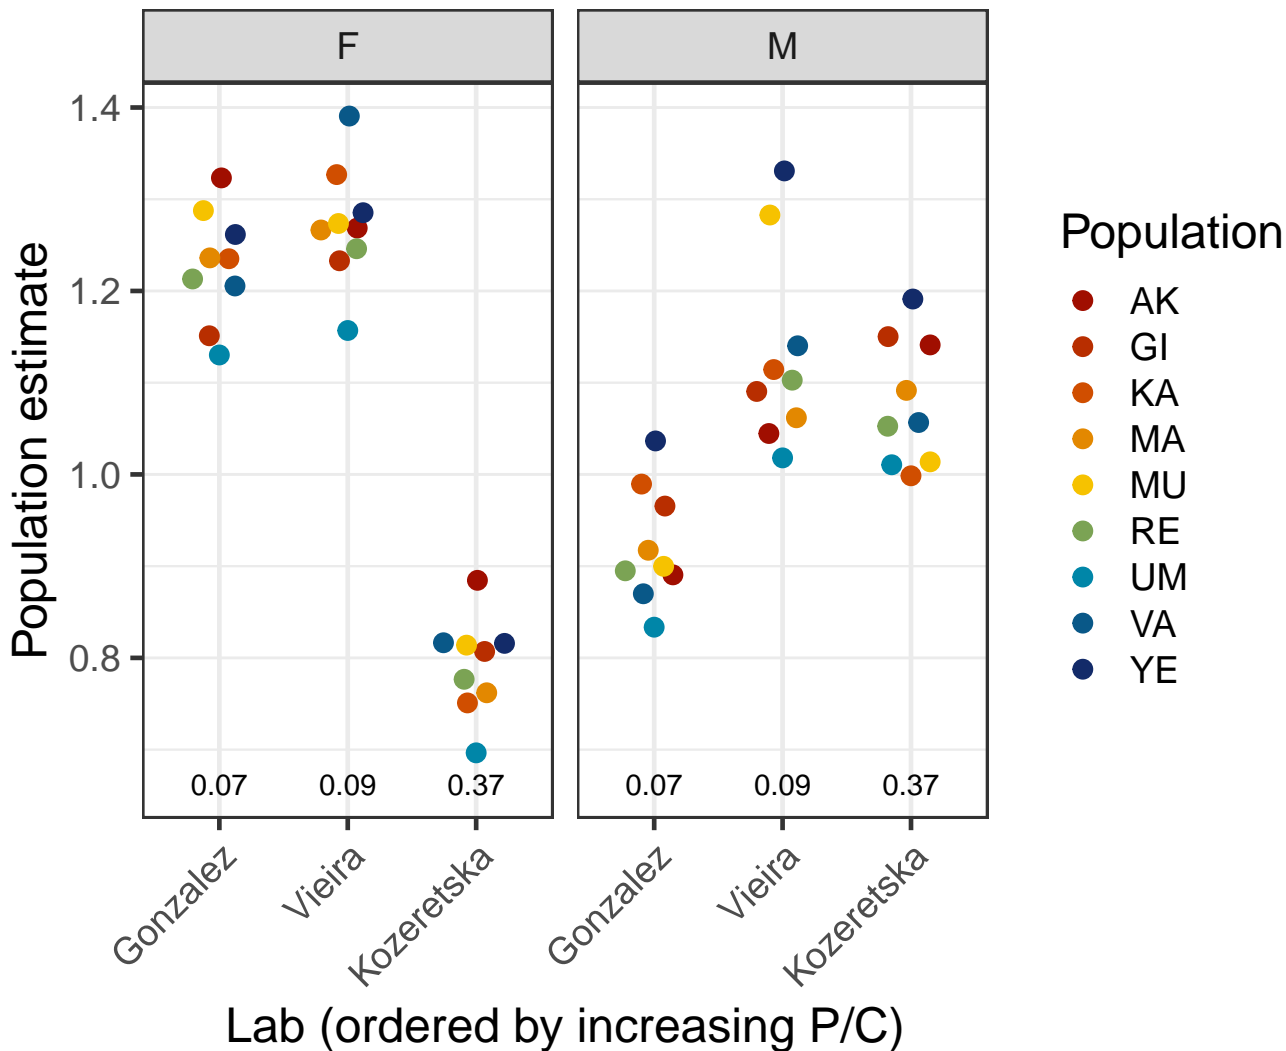 F
M
Population estimate
1.4
1.2
1.0
0.8
0.07
0.09
0.37
0.07
0.09
0.37
Gonzalez
Vieira
Kozeretska
Gonzalez
Vieira
Kozeretska
Lab (ordered by increasing P/C)
Population
AK
GI
KA
MA
MU
RE
UM
VA
YE